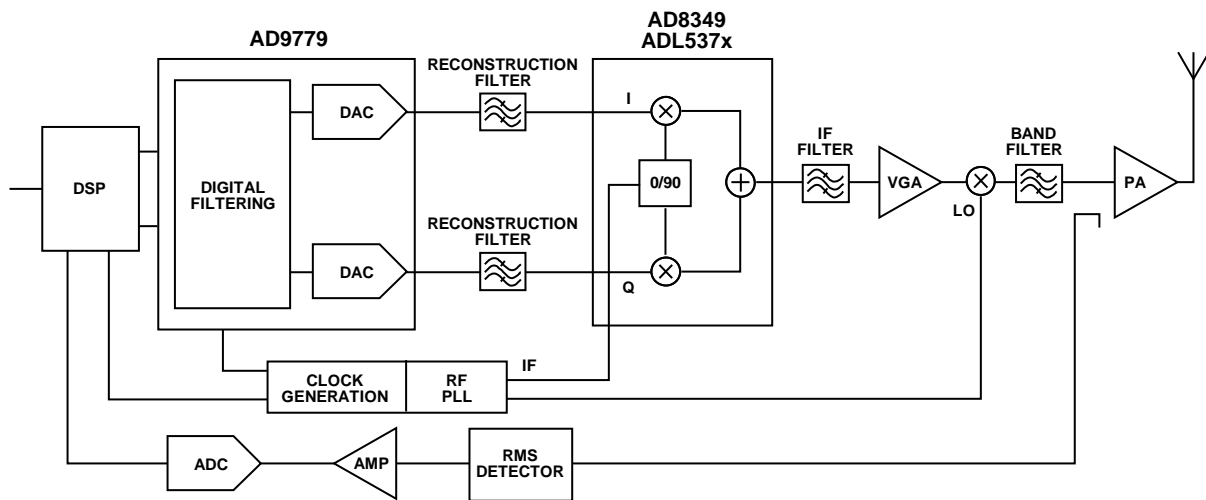 AD9779
AD8349
ADL537x
RECONSTRUCTION
FILTER
DAC
I
DSP
DIGITAL
FILTERING
0/90
IF
FILTER
VGA
LO
BAND
FILTER
PA
RECONSTRUCTION
FILTER
DAC
Q
IF
CLOCK
GENERATION
RF
PLL
ADC
AMP
RMS
DETECTOR